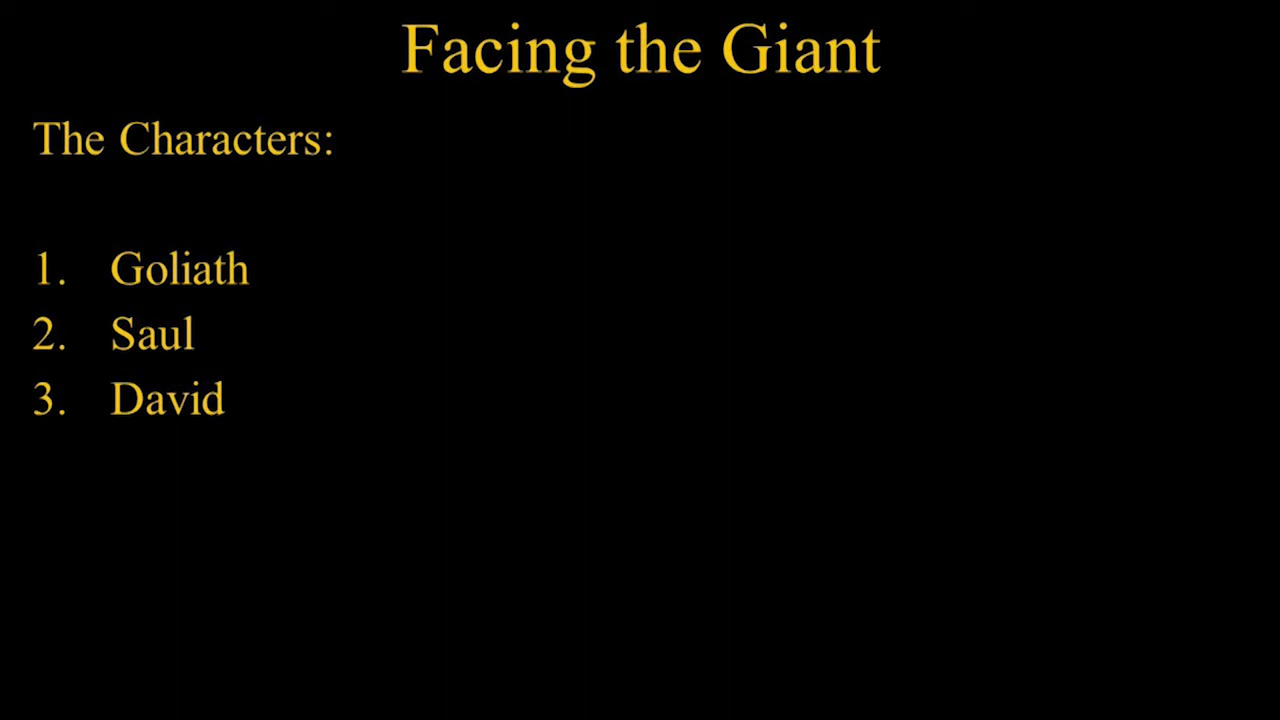 Facing the Giant
The Characters:
1. Goliath
2. Saul
3. David